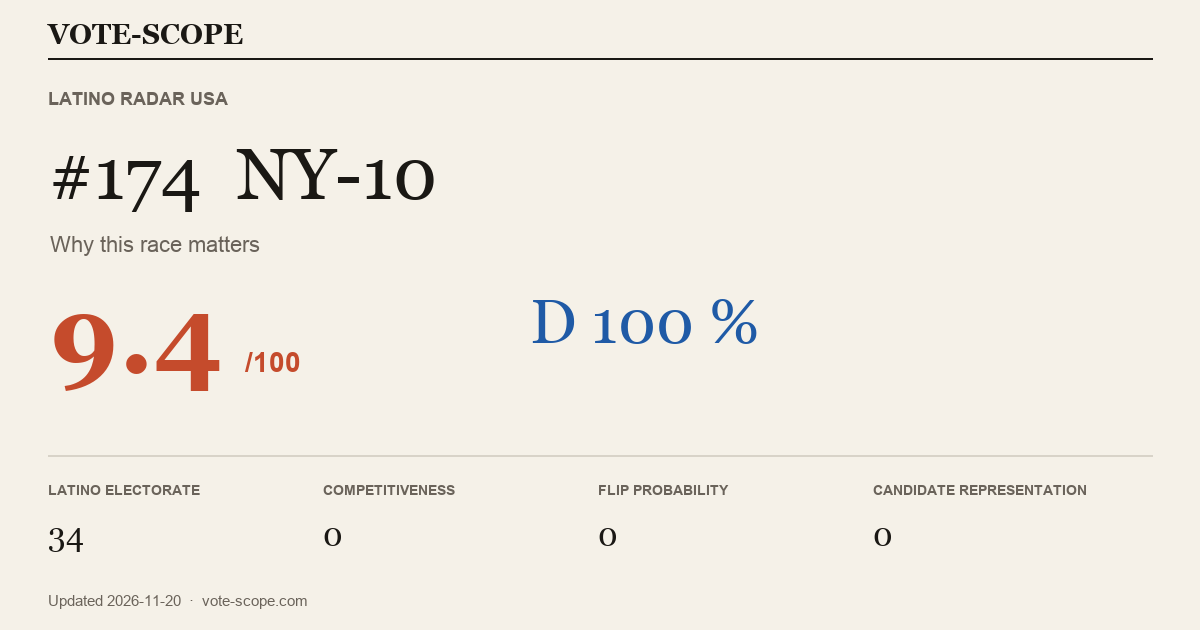 VOTE-SCOPE
LATINO RADAR USA
#174 NY-10
Why this race matters
9.4 /100
D 100 %
LATINO ELECTORATE
COMPETITIVENESS
FLIP PROBABILITY
CANDIDATE REPRESENTATION
34
0
0
0
Updated 2026-11-20 · vote-scope.com